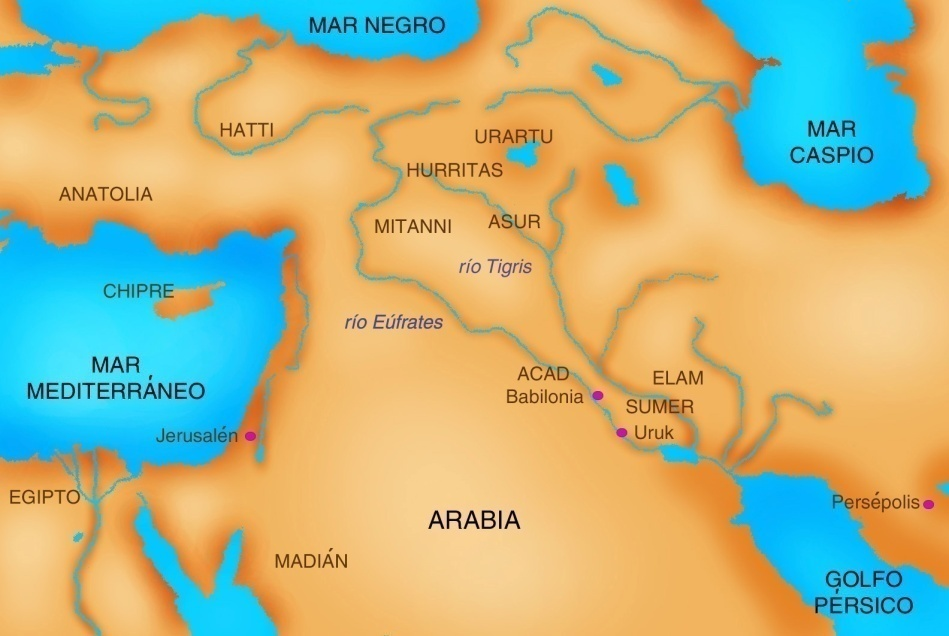 MAR NEGRO
HATTI
URARTU
MAR
CASPIO
HURRITAS
ANATOLIA
MITANNI
ASUR
río Tigris
CHIPRE
río Eúfrates
MAR
MEDITERRÁNEO
ACAD
Babilonia
ELAM
SUMER
Uruk
Jerusalén
EGIPTO
Persépolis
ARABIA
MADIÁN
GOLFO
PÉRSICO